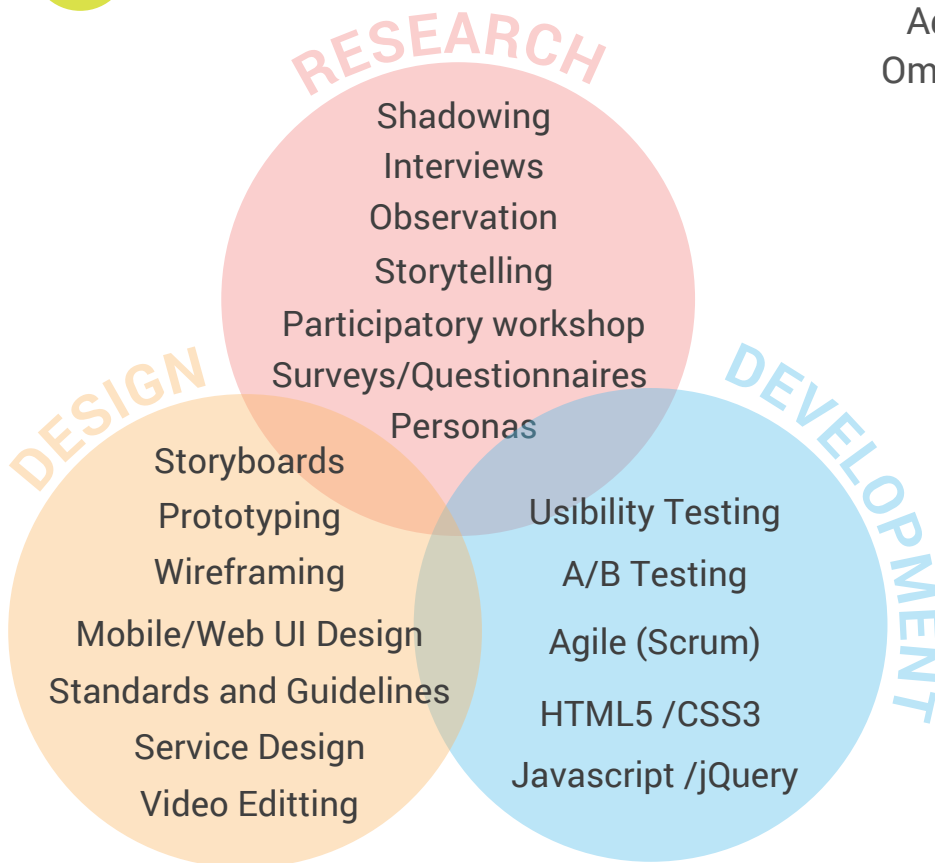 RESEARCH
Shadowing
Interviews
Observation
Storytelling
Participatory workshop
Surveys/Questionnaires
Personas
DESIGN
Storyboards
Prototyping
Wireframing
Mobile/Web UI Design
Standards and Guidelines
Service Design
Video Editting
DEVELOPMENT
Usibility Testing
A/B Testing
Agile (Scrum)
HTML5 /CSS3
Javascript /jQuery